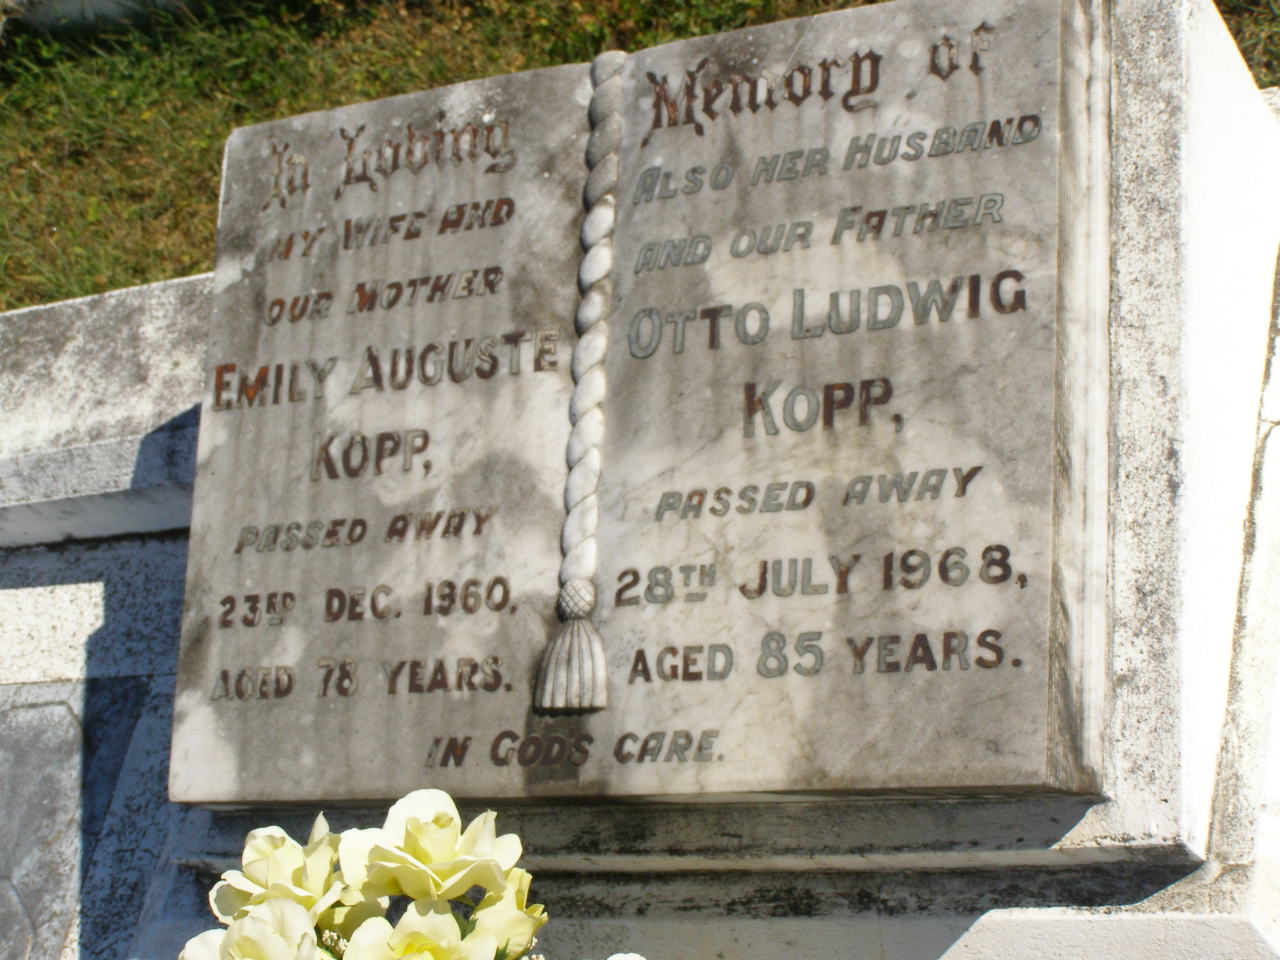 In Loving
MY WIFE AND
OUR MOTHER
EMILY AUGUSTE
KOPP,
PASSED AWAY
23RD DEC. 1960,
AGED 78 YEARS.
Memory of
ALSO HER HUSBAND
AND OUR FATHER
OTTO LUDWIG
KOPP,
PASSED AWAY
28TH JULY 1968,
AGED 85 YEARS.
IN GODS CARE.